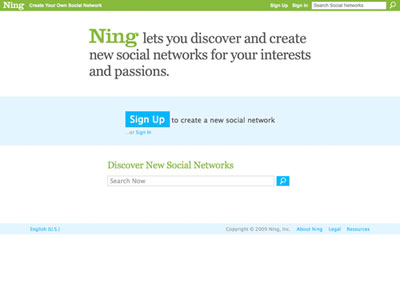 Ning Create Your Own Social Network Sign Up Sign In Search Social Networks
Ning lets you discover and create
new social networks for your interests
and passions.
Sign Up to create a new social network
...or Sign In
Discover New Social Networks
Search Now
English (U.S.) Copyright © 2009 Ning, Inc. About Ning Legal Resources